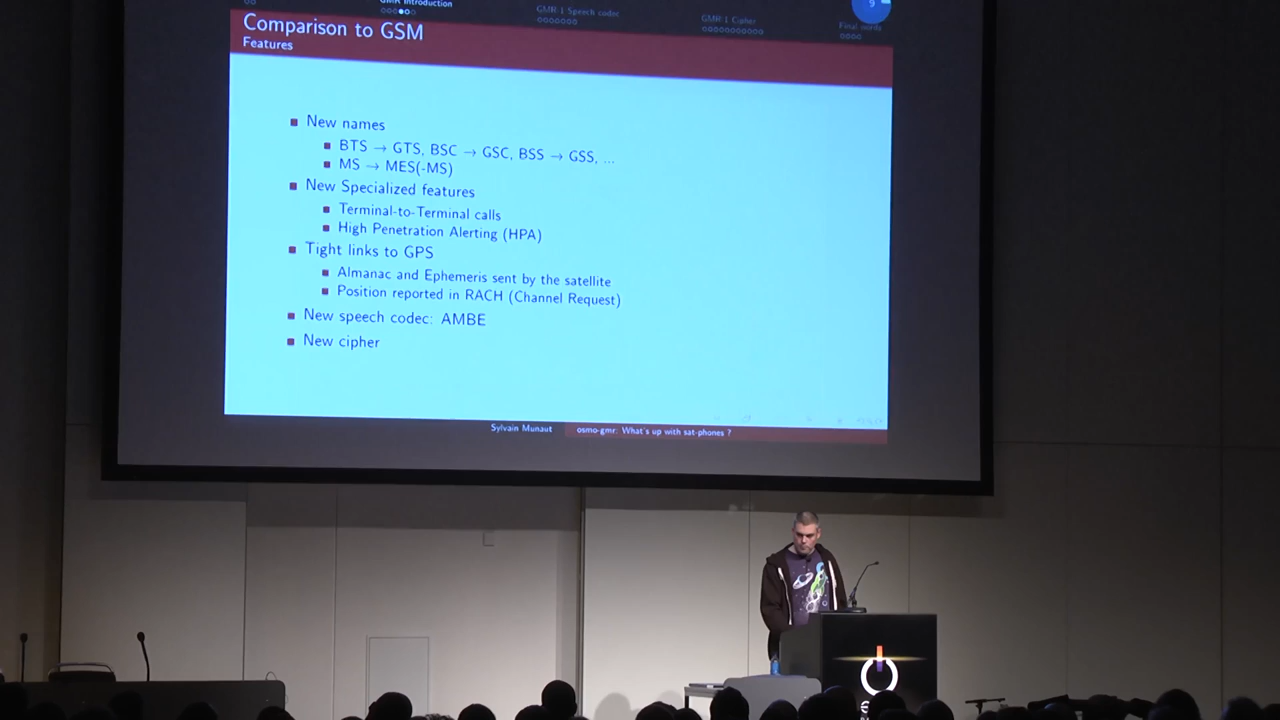 GMR Introduction
GMR-1 Speech codec
GMR-1 Cipher
Final words
9
Comparison to GSM
Features
New names
BTS → GTS, BSC → GSC, BSS → GSS, ...
MS → MES(-MS)
New Specialized features
Terminal-to-Terminal calls
High Penetration Alerting (HPA)
Tight links to GPS
Almanac and Ephemeris sent by the satellite
Position reported in RACH (Channel Request)
New speech codec: AMBE
New cipher
Sylvain Munaut
osmo-gmr: What's up with sat-phones ?